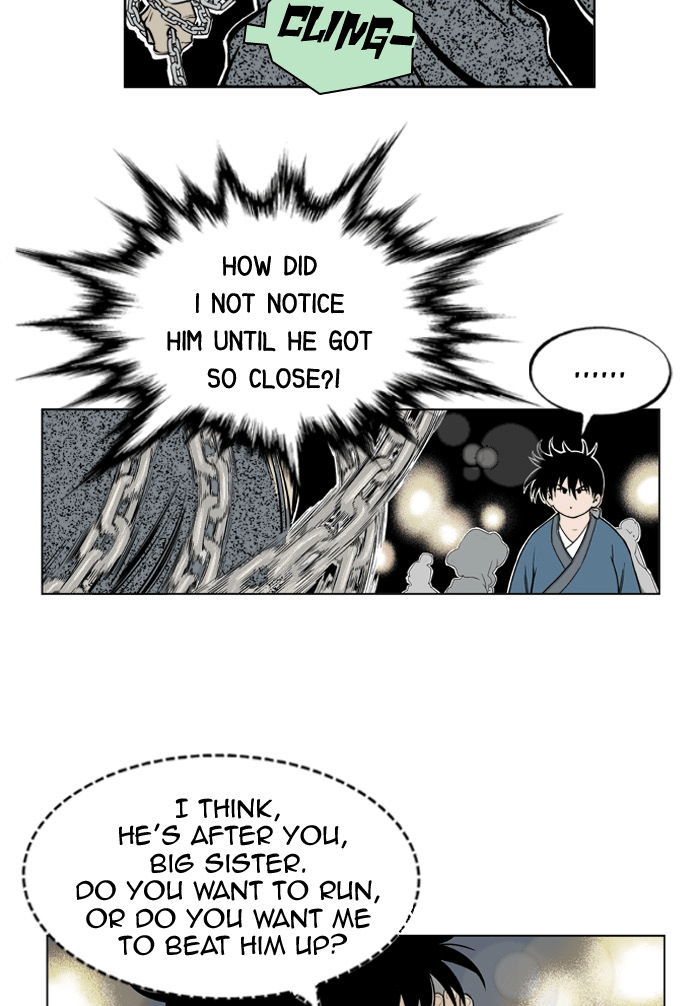 CLING-
HOW DID
I NOT NOTICE
HIM UNTIL HE GOT
SO CLOSE?!
......
I THINK,
HE'S AFTER YOU,
BIG SISTER.
DO YOU WANT TO RUN,
OR DO YOU WANT ME
TO BEAT HIM UP?